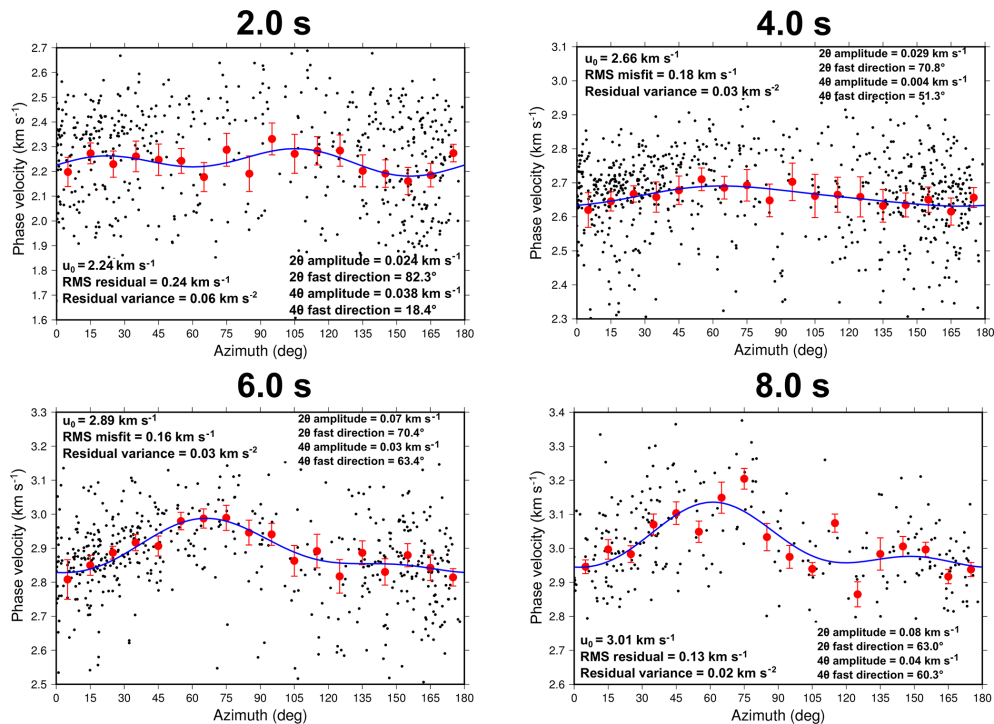 2.0 s
2.7
2.6
2.5
2.4
2.3
2.2
2.1
2.0
1.9
1.8
1.7
1.6
Phase velocity (km s⁻¹)
u₀ = 2.24 km s⁻¹
RMS residual = 0.24 km s⁻¹
Residual variance = 0.06 km s⁻²
2θ amplitude = 0.024 km s⁻¹
2θ fast direction = 82.3°
4θ amplitude = 0.038 km s⁻¹
4θ fast direction = 18.4°
0 15 30 45 60 75 90 105 120 135 150 165 180
Azimuth (deg)
4.0 s
3.1
3.0
2.9
2.8
2.7
2.6
2.5
2.4
2.3
Phase velocity (km s⁻¹)
u₀ = 2.66 km s⁻¹
RMS misfit = 0.18 km s⁻¹
Residual variance = 0.03 km s⁻²
2θ amplitude = 0.029 km s⁻¹
2θ fast direction = 70.8°
4θ amplitude = 0.004 km s⁻¹
4θ fast direction = 51.3°
0 15 30 45 60 75 90 105 120 135 150 165 180
Azimuth (deg)
6.0 s
3.3
3.2
3.1
3.0
2.9
2.8
2.7
2.6
2.5
Phase velocity (km s⁻¹)
u₀ = 2.89 km s⁻¹
RMS misfit = 0.16 km s⁻¹
Residual variance = 0.03 km s⁻²
2θ amplitude = 0.07 km s⁻¹
2θ fast direction = 70.4°
4θ amplitude = 0.03 km s⁻¹
4θ fast direction = 63.4°
0 15 30 45 60 75 90 105 120 135 150 165 180
Azimuth (deg)
8.0 s
3.4
3.3
3.2
3.1
3.0
2.9
2.8
2.7
2.6
Phase velocity (km s⁻¹)
u₀ = 3.01 km s⁻¹
RMS residual = 0.13 km s⁻¹
Residual variance = 0.02 km s⁻²
2θ amplitude = 0.08 km s⁻¹
2θ fast direction = 63.0°
4θ amplitude = 0.04 km s⁻¹
4θ fast direction = 60.3°
0 15 30 45 60 75 90 105 120 135 150 165 180
Azimuth (deg)